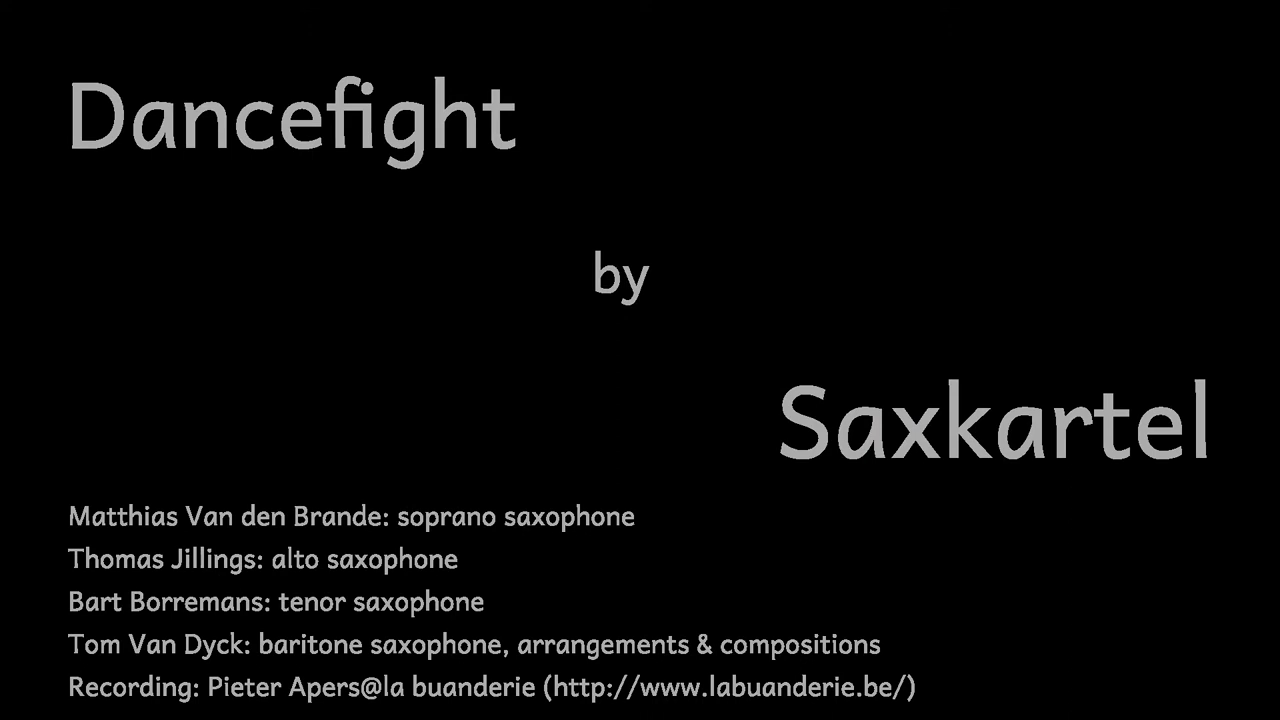 Dancefight
by
Saxkartel
Matthias Van den Brande: soprano saxophone
Thomas Jillings: alto saxophone
Bart Borremans: tenor saxophone
Tom Van Dyck: baritone saxophone, arrangements & compositions
Recording: Pieter Apers@la buanderie (http://www.labuanderie.be/)